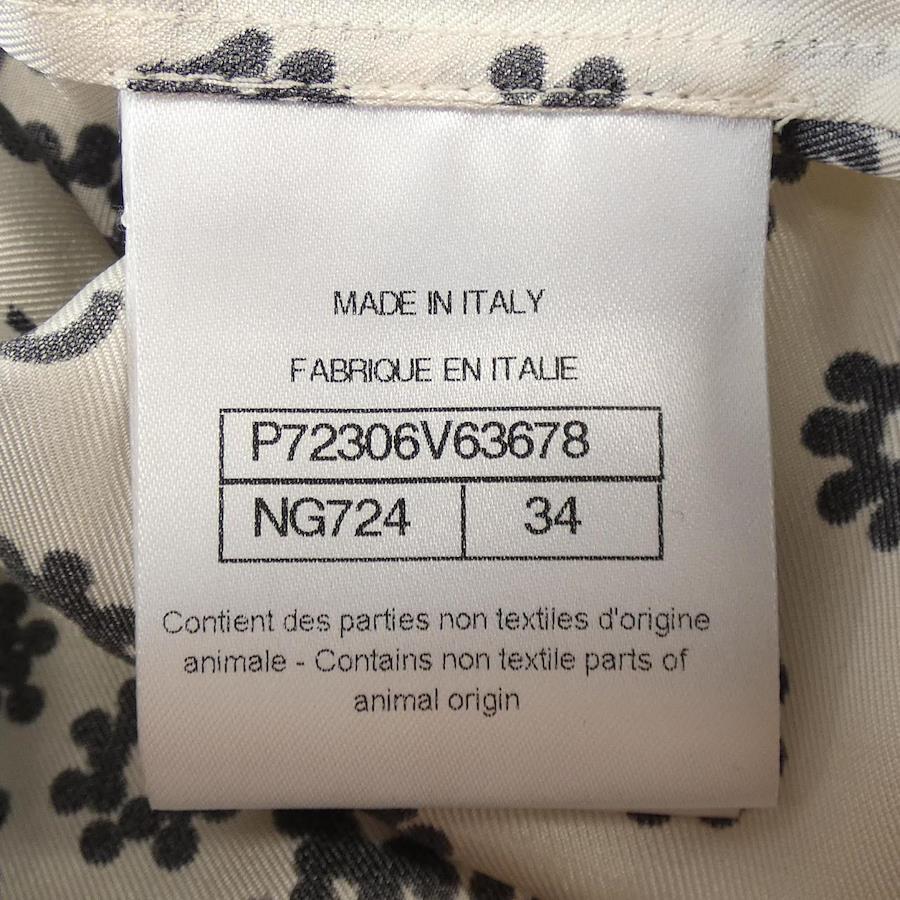 MADE IN ITALY
FABRIQUE EN ITALIE
P72306V63678
NG724 34
Contient des parties non textiles d'origine
animale - Contains non textile parts of
animal origin